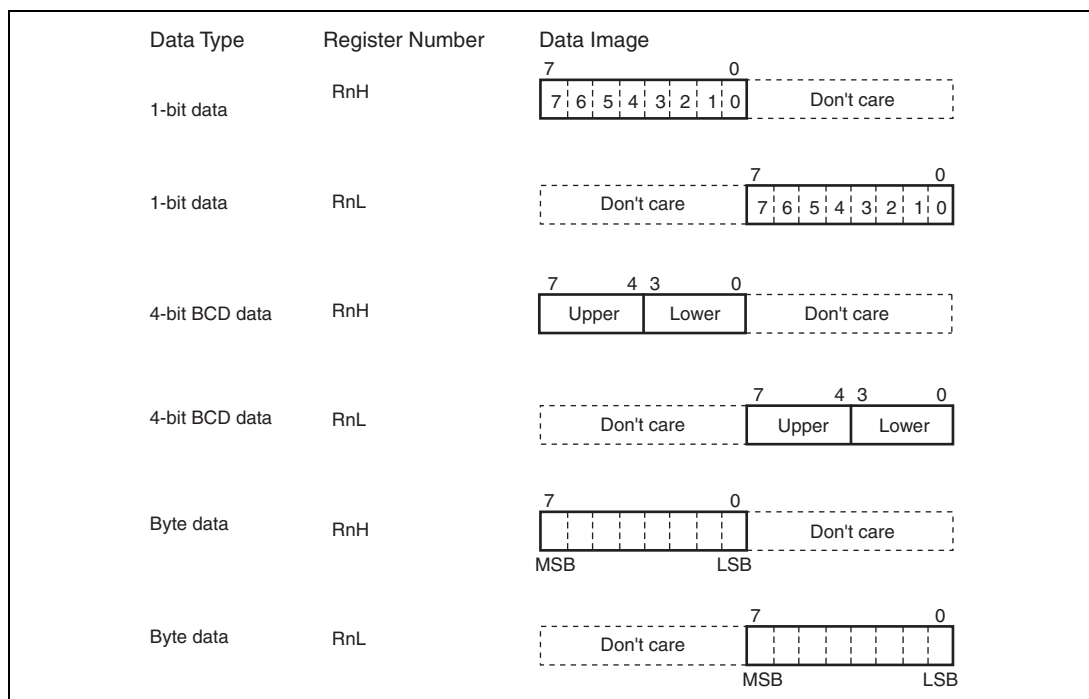 Data Type Register Number Data Image
7 0
1-bit data RnH 7 6 5 4 3 2 1 0 Don't care
7 0
1-bit data RnL Don't care 7 6 5 4 3 2 1 0
7 4 3 0
4-bit BCD data RnH Upper Lower Don't care
7 4 3 0
4-bit BCD data RnL Don't care Upper Lower
7 0
Byte data RnH Don't care
MSB LSB
7 0
Byte data RnL Don't care
MSB LSB